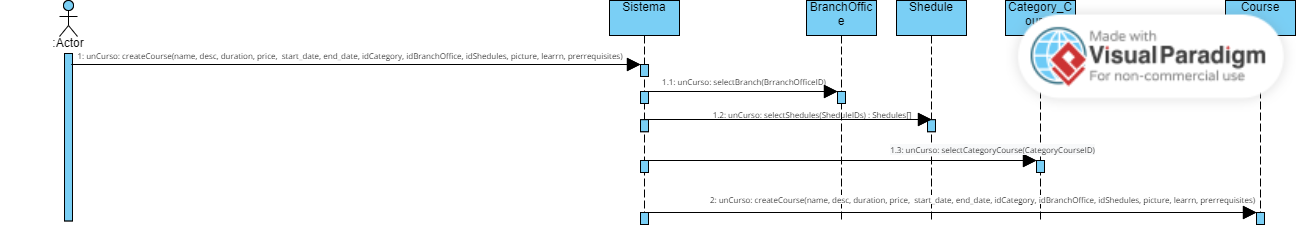 Sistema
BranchOffic
e
Shedule
Category_C
Course
:Actor
Made with
Visual Paradigm
For non-commercial use
1: unCurso: createCourse(name, desc, duration, price, start_date, end_date, idCategory, idBranchOffice, idShedules, picture, learrn, prerrequisites)
1.1: unCurso: selectBranch(BrranchOfficeID)
1.2: unCurso: selectShedules(SheduleIDs) : Shedules[]
1.3: unCurso: selectCategoryCourse(CategoryCourseID)
2: unCurso: createCourse(name, desc, duration, price, start_date, end_date, idCategory, idBranchOffice, idShedules, picture, learrn, prerrequisites)